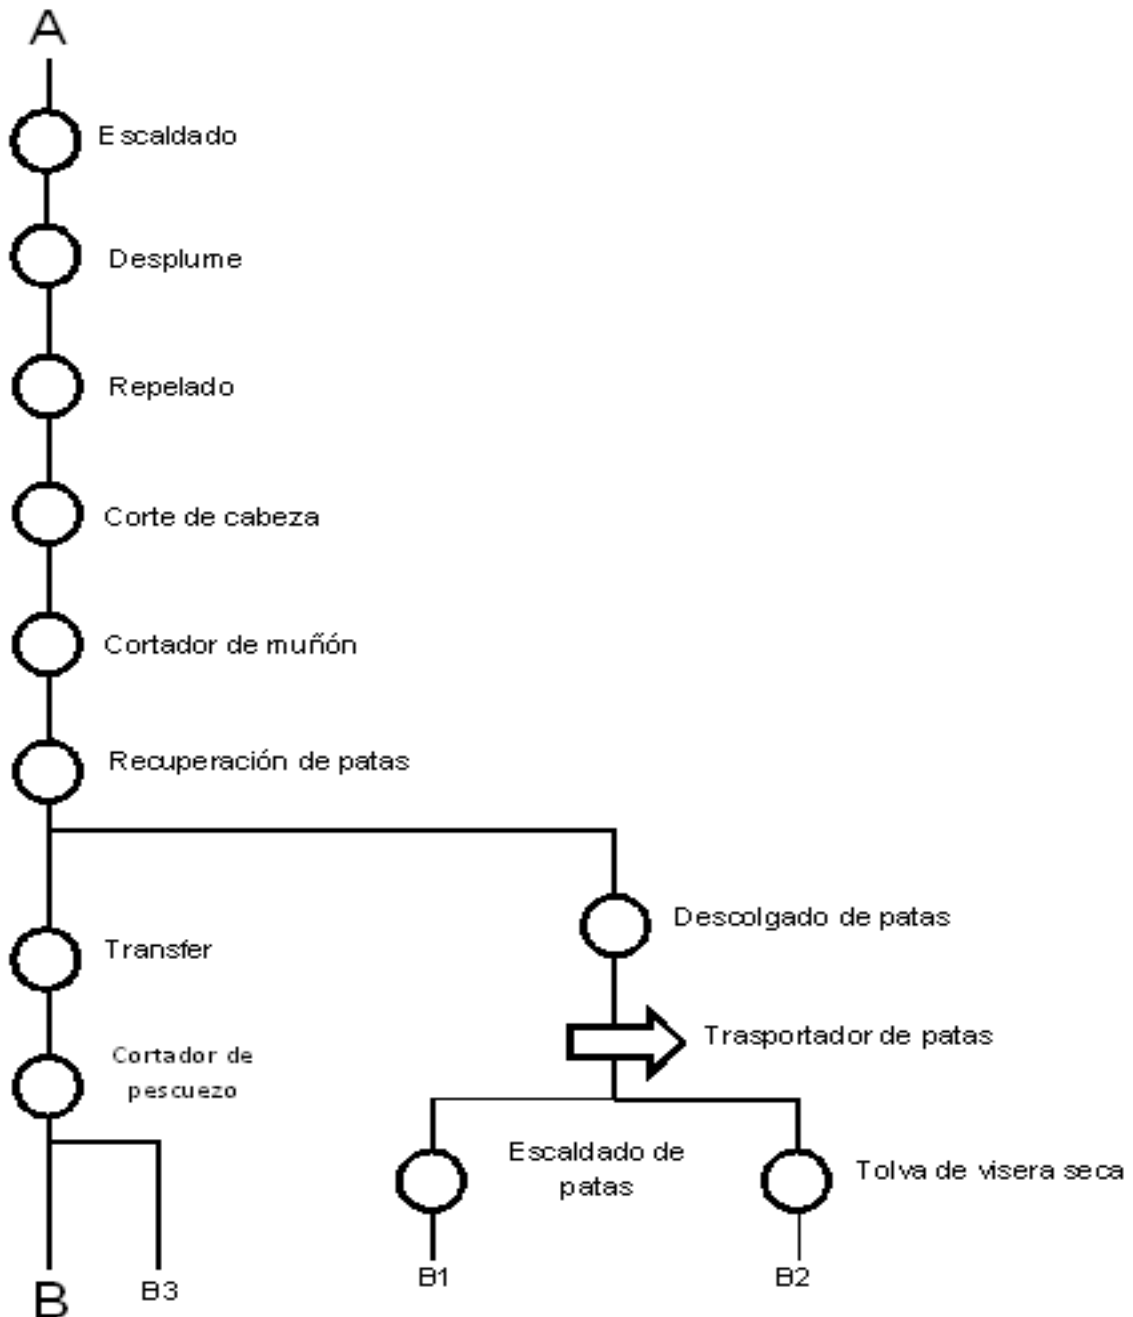 A
Escaldado
Desplume
Repelado
Corte de cabeza
Cortador de muñón
Recuperación de patas
Descolgado de patas
Transfer
Trasportador de patas
Cortador de
pescuezo
Escaldado de
patas
Tolva de visera seca
B
B3
B1
B2